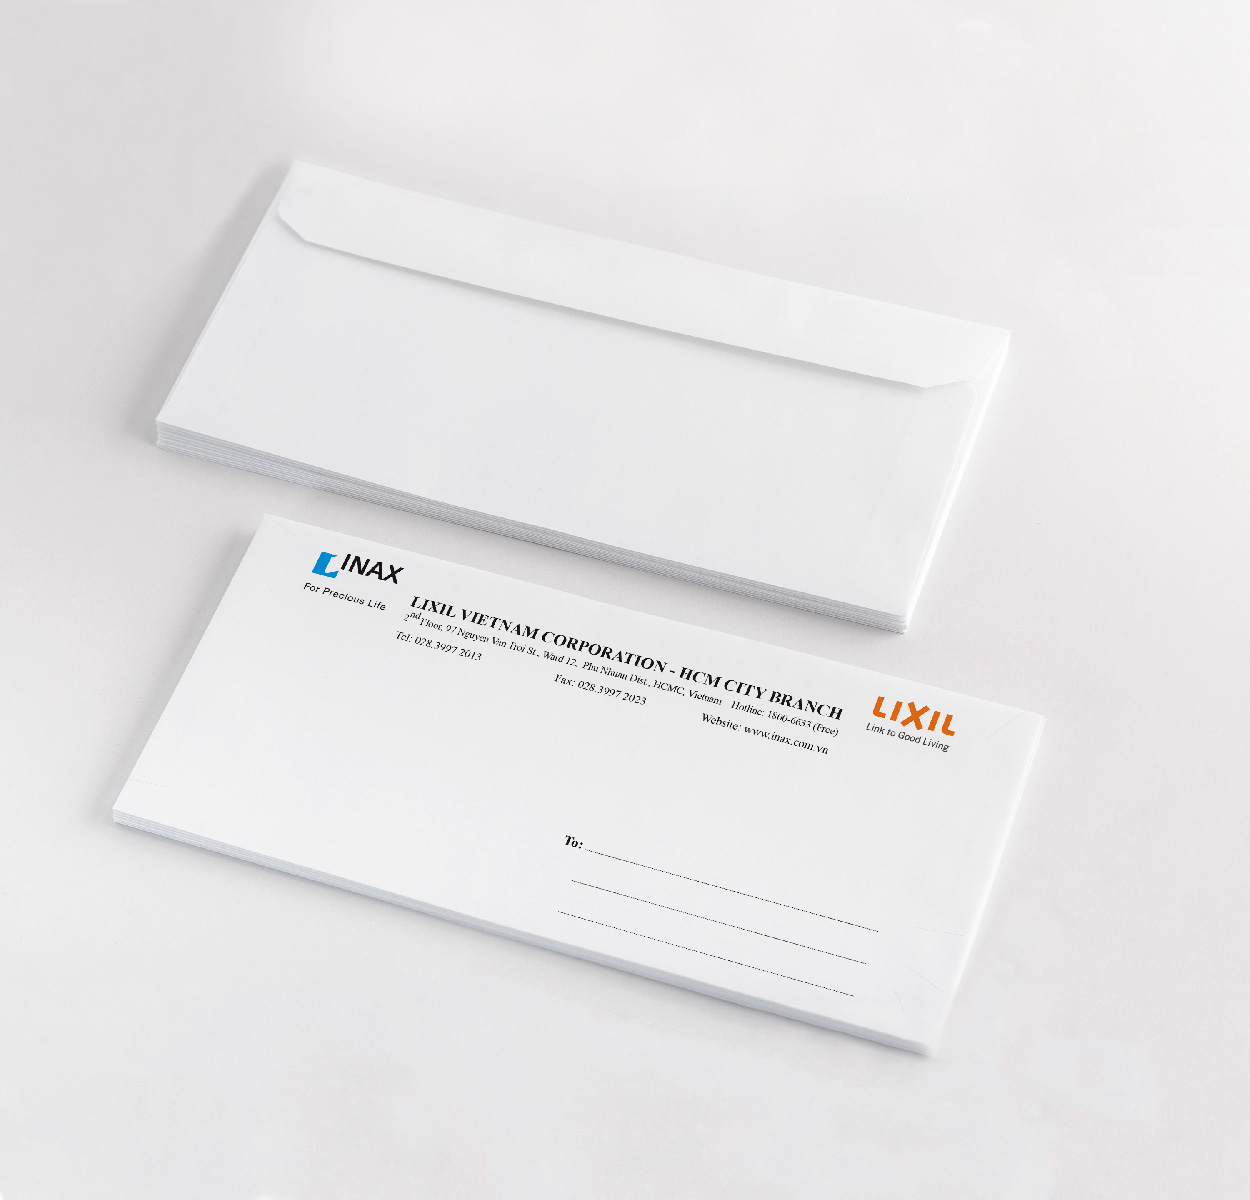 INAX
For Precious Life
LIXIL VIETNAM CORPORATION - HCM CITY BRANCH
2nd Floor, 97 Nguyen Van Troi St., Ward 12, Phu Nhuan Dist., HCMC, Vietnam Hotline: 1800-6633 (Free)
Tel: 028.3997 2013 Fax: 028.3997 2023 Website: www.inax.com.vn
LIXIL
Link to Good Living
To: